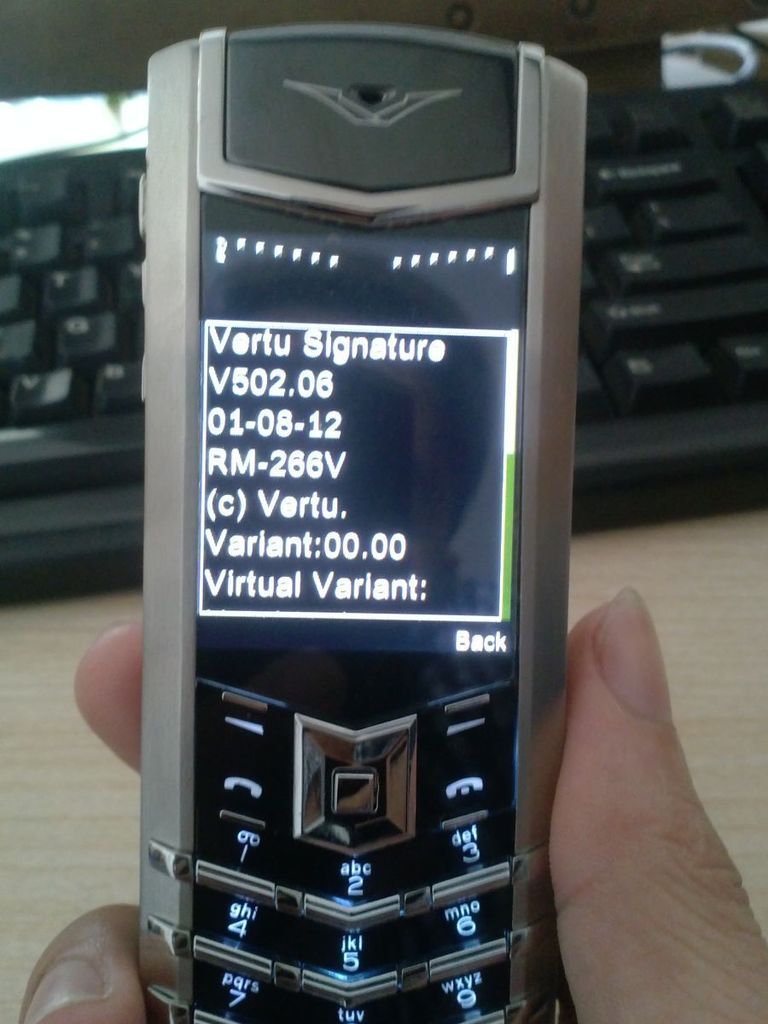 Vertu Signature
V502.06
01-08-12
RM-266V
(c) Vertu.
Variant:00.00
Virtual Variant:
Back
1
abc
2
def
3
ghi
4
jkl
5
mno
6
pqrs
7
tuv
wxyz
9